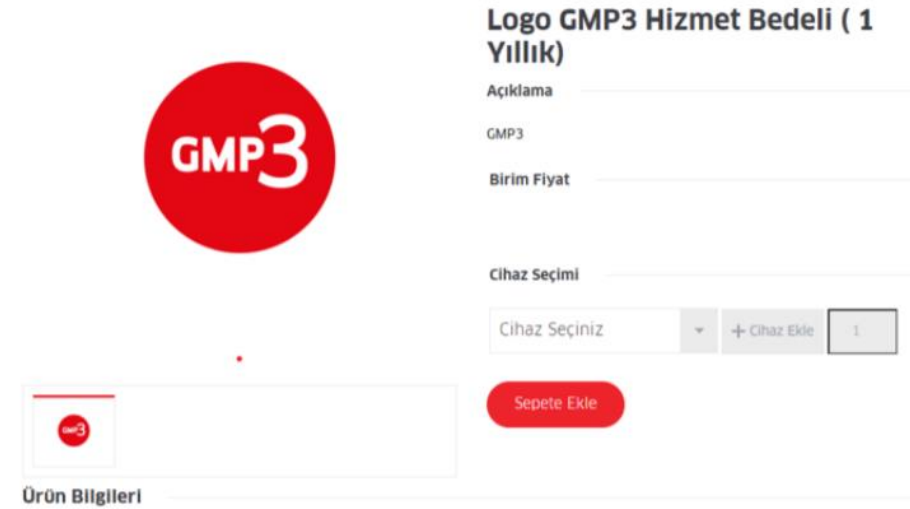 Logo GMP3 Hizmet Bedeli ( 1
Yıllık)
Açıklama
GMP3
GMP3
Birim Fiyat
Cihaz Seçimi
Cihaz Seçiniz
+ Cihaz Ekle
1
Sepete Ekle
GMP3
Ürün Bilgileri